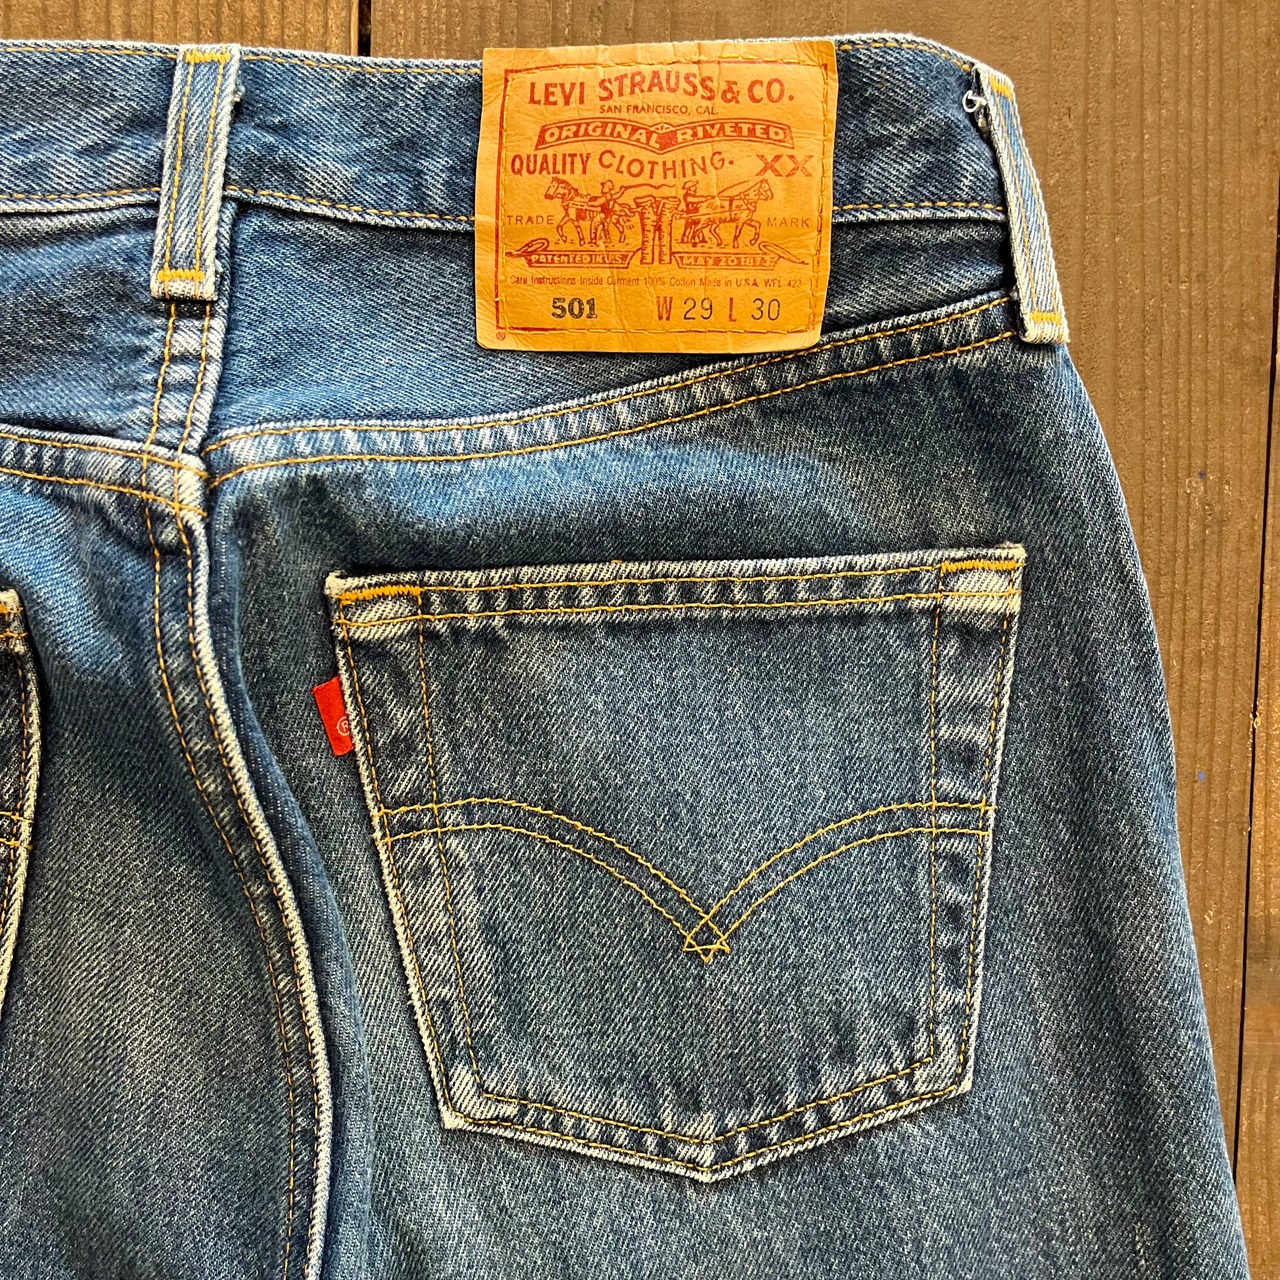 LEVI STRAUSS & CO.
SAN FRANCISCO, CAL.
ORIGINAL RIVETED
QUALITY CLOTHING. XX
TRADE MARK
PATENTED IN U.S. MAY 20 1873
Care Instructions Inside Garment 100% Cotton Made in U.S.A. WPL 423
501 W 29 L 30
®
®